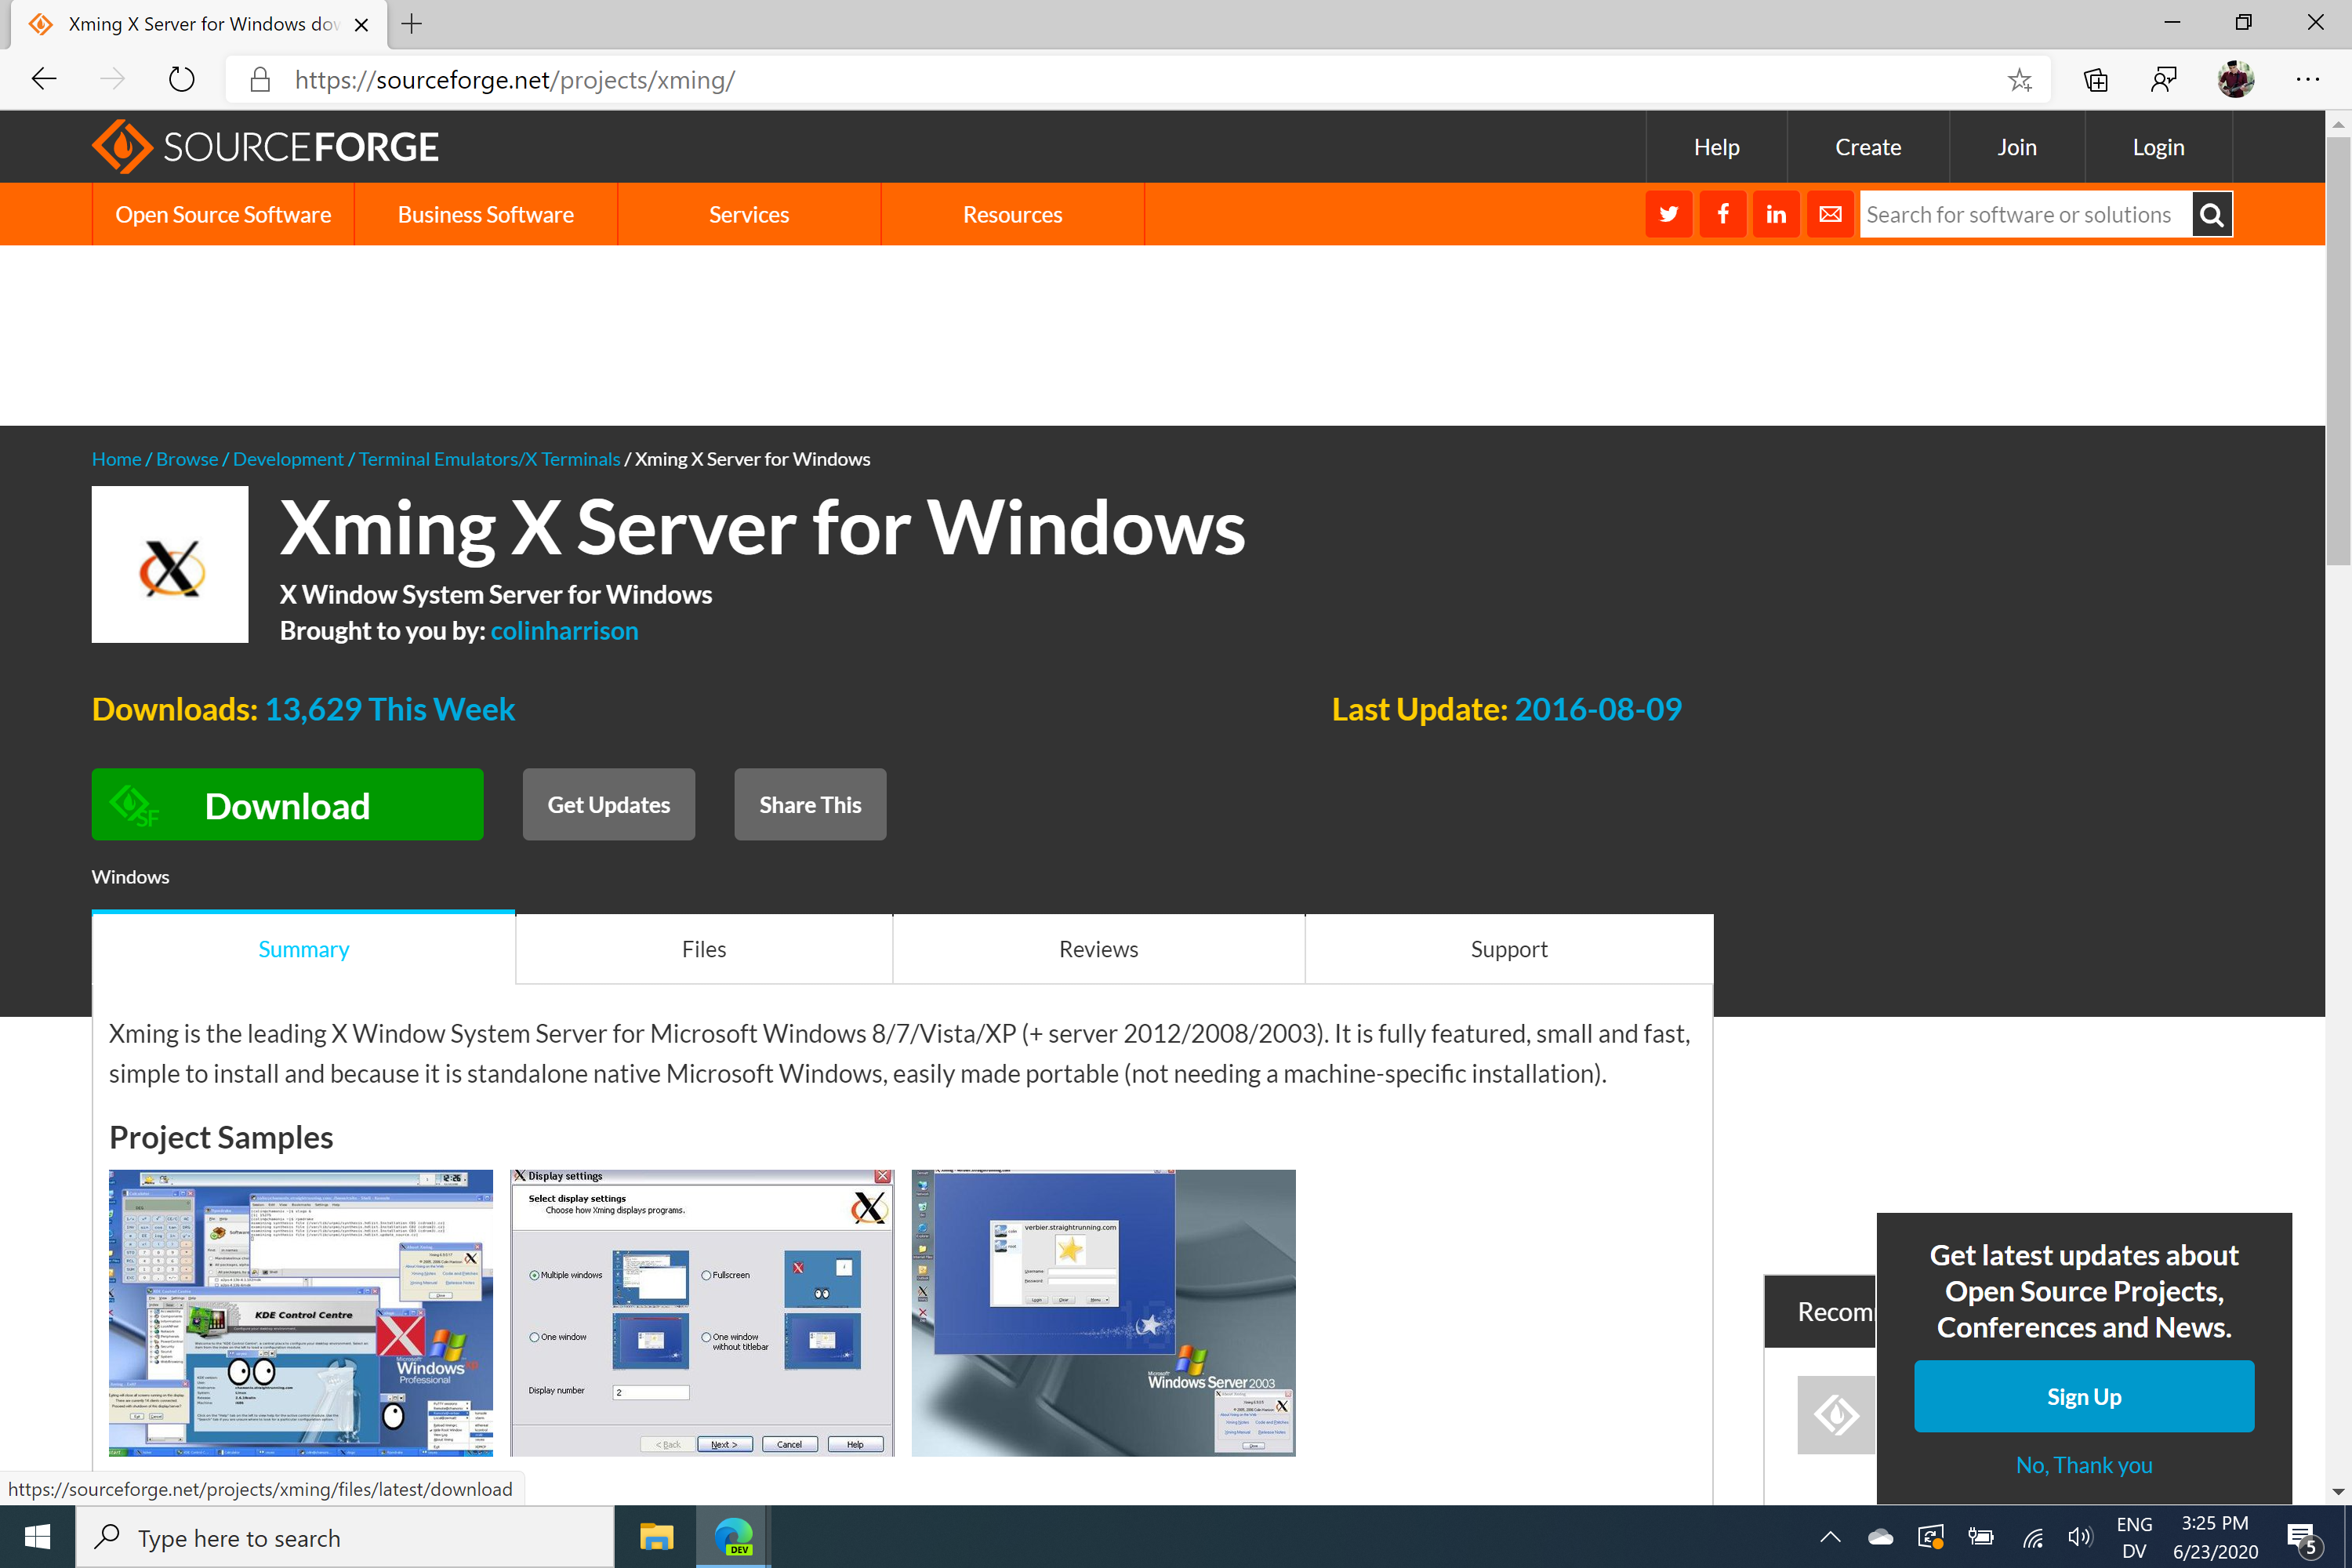 Xming X Server for Windows dov
https://sourceforge.net/projects/xming/
SOURCEFORGE
Help
Create
Join
Login
Open Source Software
Business Software
Services
Resources
Search for software or solutions
Home / Browse / Development / Terminal Emulators/X Terminals / Xming X Server for Windows
Xming X Server for Windows
X Window System Server for Windows
Brought to you by: colinharrison
Downloads: 13,629 This Week
Last Update: 2016-08-09
SF
Download
Get Updates
Share This
Windows
Summary
Files
Reviews
Support
Xming is the leading X Window System Server for Microsoft Windows 8/7/Vista/XP (+ server 2012/2008/2003). It is fully featured, small and fast,
simple to install and because it is standalone native Microsoft Windows, easily made portable (not needing a machine-specific installation).
Project Samples
12:26
KDE Control Centre
Windows
Professional
Display settings
Select display settings
Choose how Xming displays programs.
Multiple windows
Fullscreen
One window
One window
without titlebar
Display number
2
< Back
Next >
Cancel
Help
verbier.straightrunning.com
Windows Server 2003
Recom
Get latest updates about
Open Source Projects,
Conferences and News.
Sign Up
No, Thank you
https://sourceforge.net/projects/xming/files/latest/download
Type here to search
DEV
ENG
DV
3:25 PM
6/23/2020
5